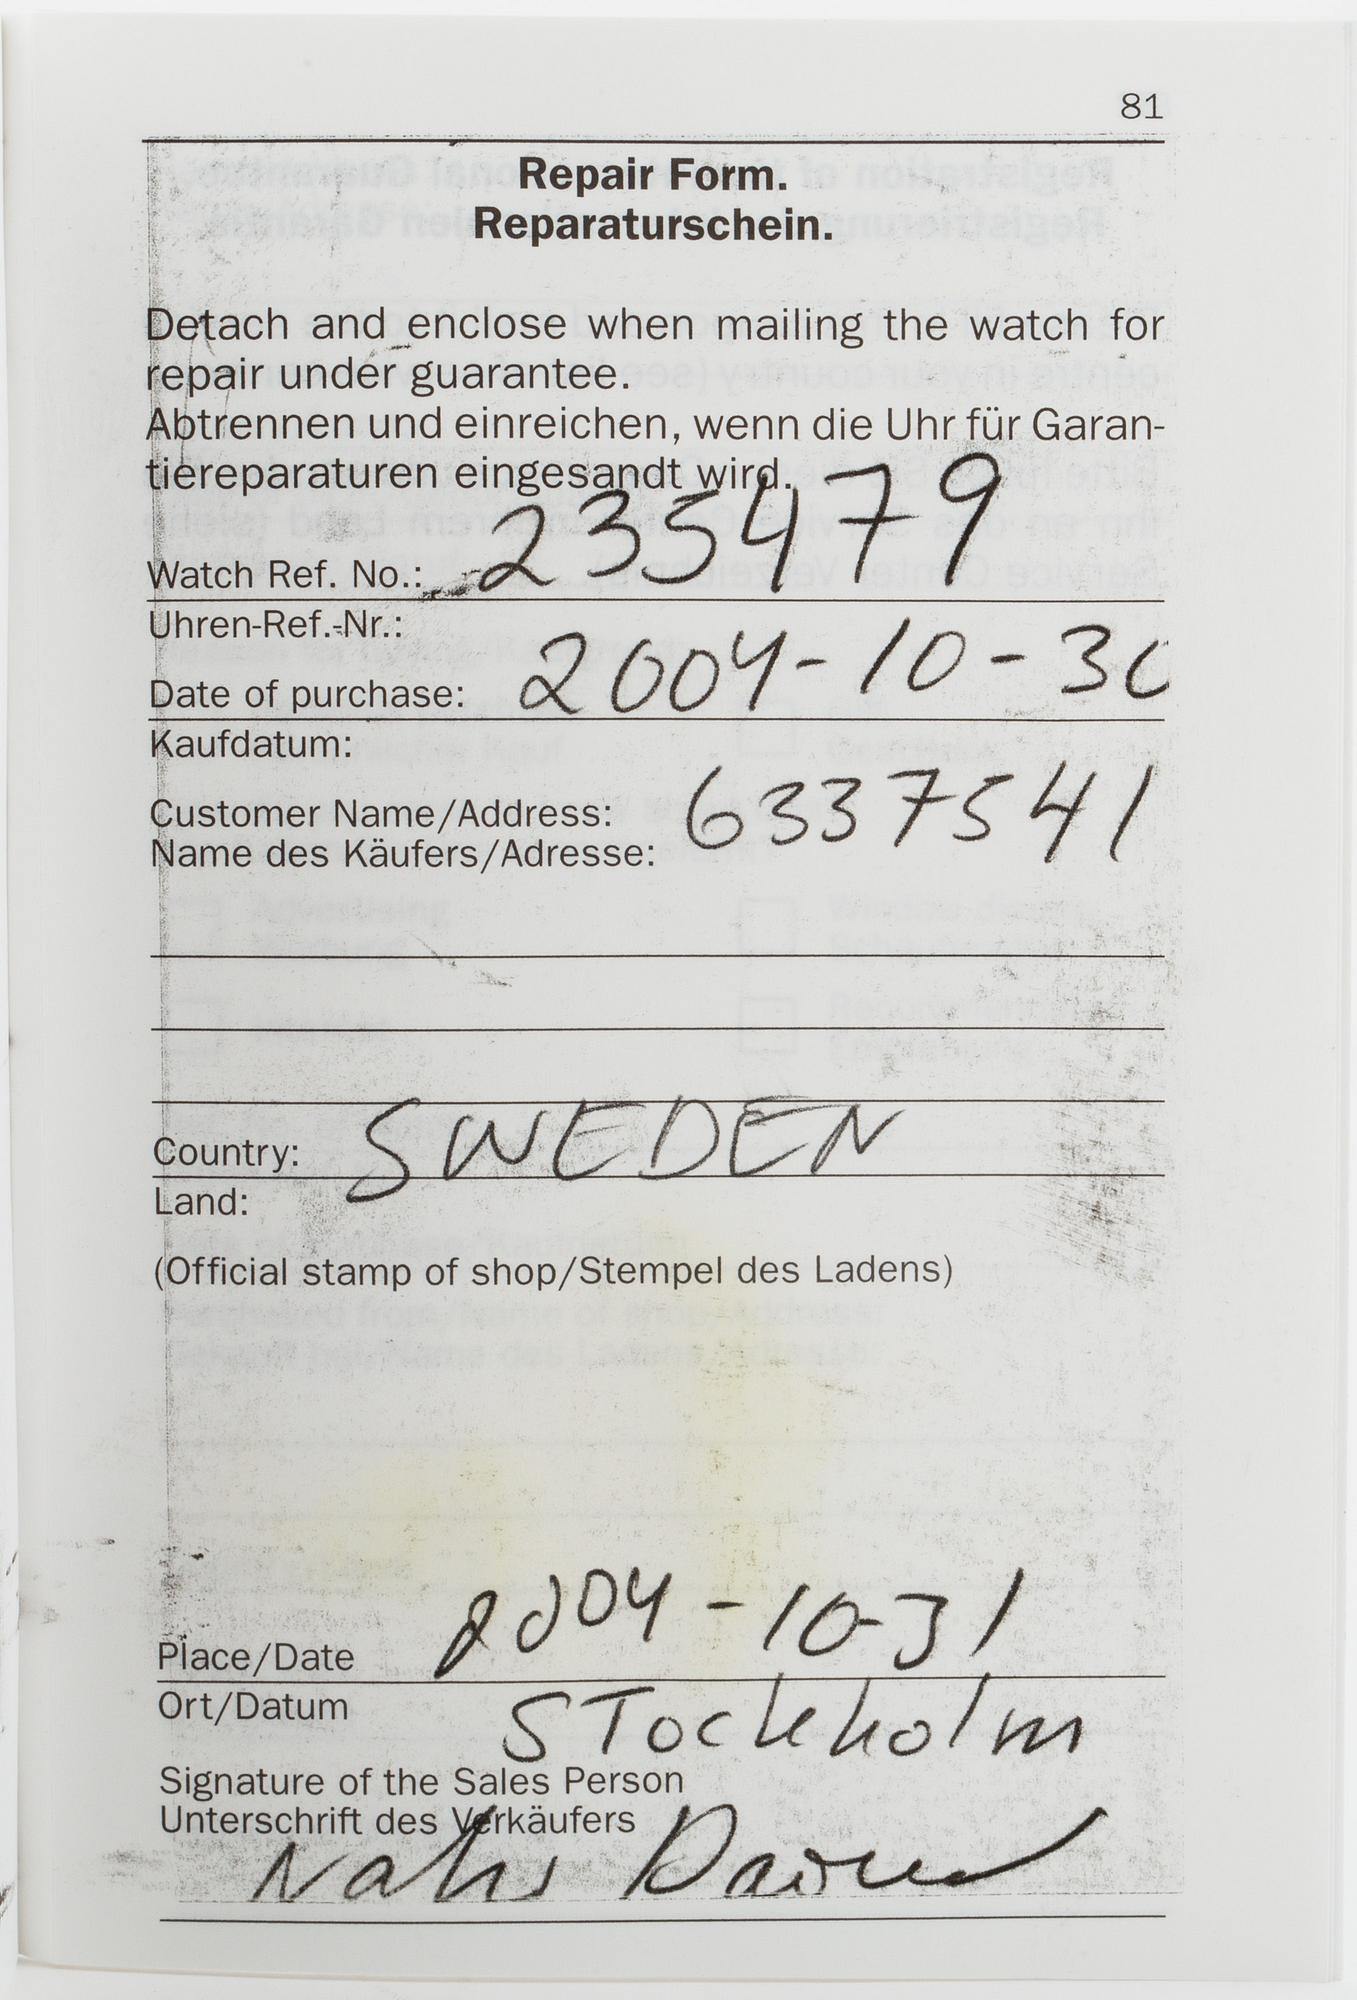 81
Repair Form.
Reparaturschein.
Detach and enclose when mailing the watch for
repair under guarantee.
Abtrennen und einreichen, wenn die Uhr für Garan-
tiereparaturen eingesandt wird.
Watch Ref. No.: 235479
Uhren-Ref.-Nr.:
Date of purchase: 2004-10-30
Kaufdatum:
Customer Name/Address: 6337541
Name des Käufers/Adresse:
Country: SWEDEN
Land:
(Official stamp of shop/Stempel des Ladens)
Place/Date 2004-10-31
Ort/Datum STockholm
Signature of the Sales Person
Unterschrift des Verkäufers